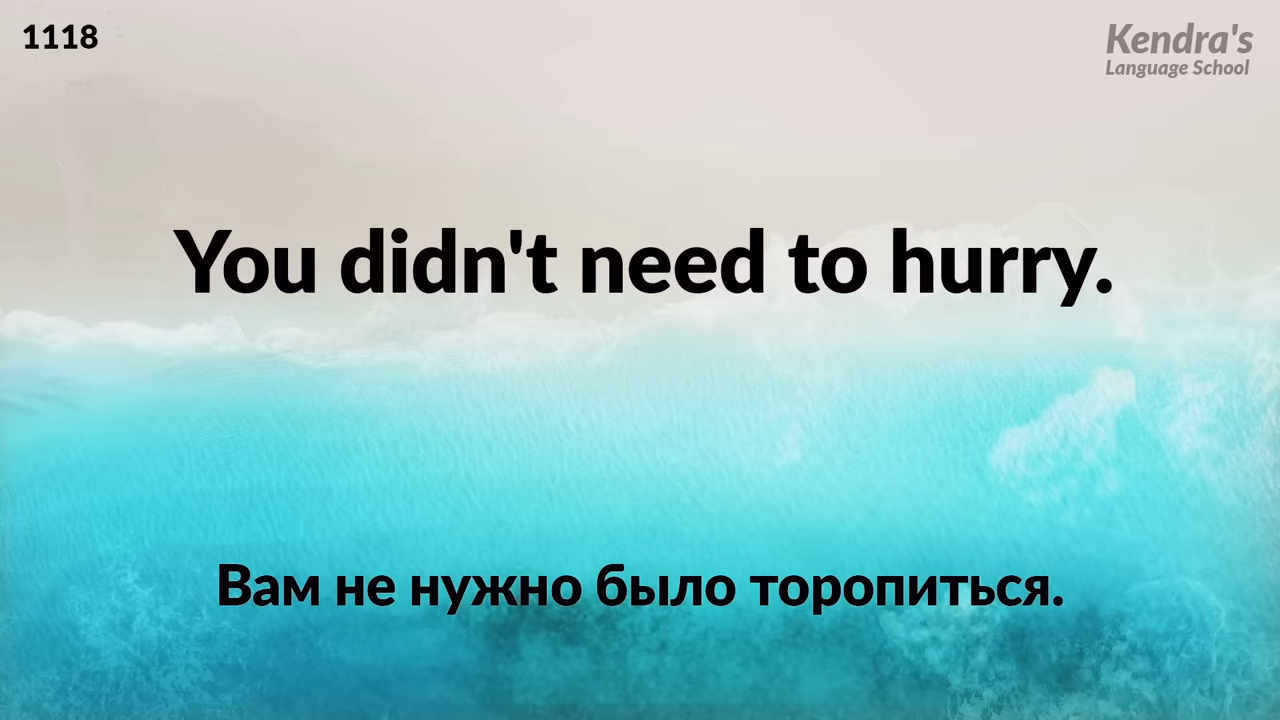 1118
Kendra's
Language School
You didn't need to hurry.
Вам не нужно было торопиться.